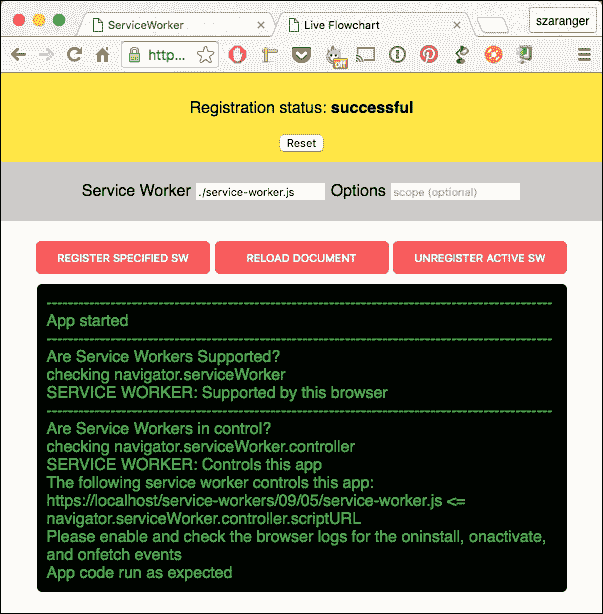 ServiceWorker
Live Flowchart
szaranger
http...
Off
Registration status: successful
Reset
Service Worker ./service-worker.js Options scope (optional)
REGISTER SPECIFIED SW
RELOAD DOCUMENT
UNREGISTER ACTIVE SW
App started
Are Service Workers Supported?
checking navigator.serviceWorker
SERVICE WORKER: Supported by this browser
Are Service Workers in control?
checking navigator.serviceWorker.controller
SERVICE WORKER: Controls this app
The following service worker controls this app:
https://localhost/service-workers/09/05/service-worker.js <=
navigator.serviceWorker.controller.scriptURL
Please enable and check the browser logs for the oninstall, onactivate,
and onfetch events
App code run as expected